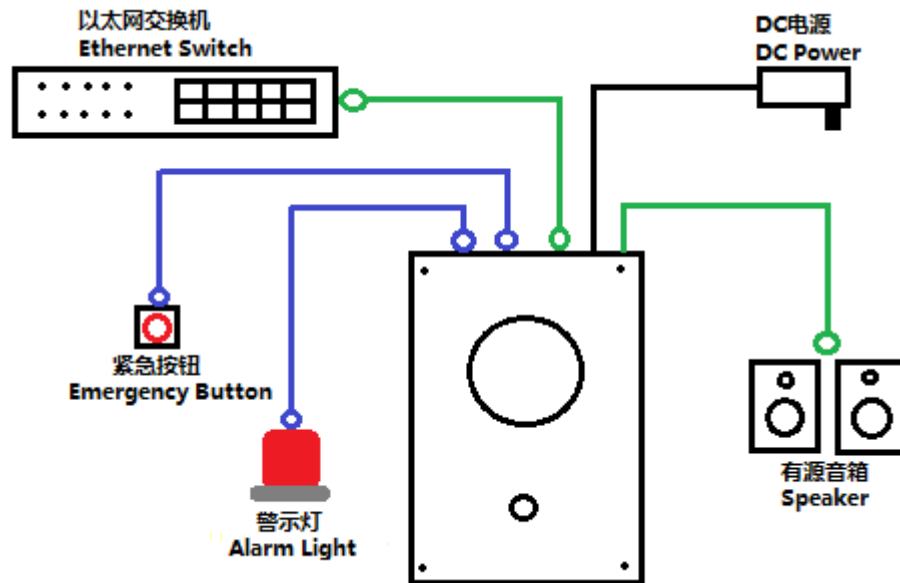 以太网交换机
Ethernet Switch
DC电源
DC Power
紧急按钮
Emergency Button
警示灯
Alarm Light
有源音箱
Speaker